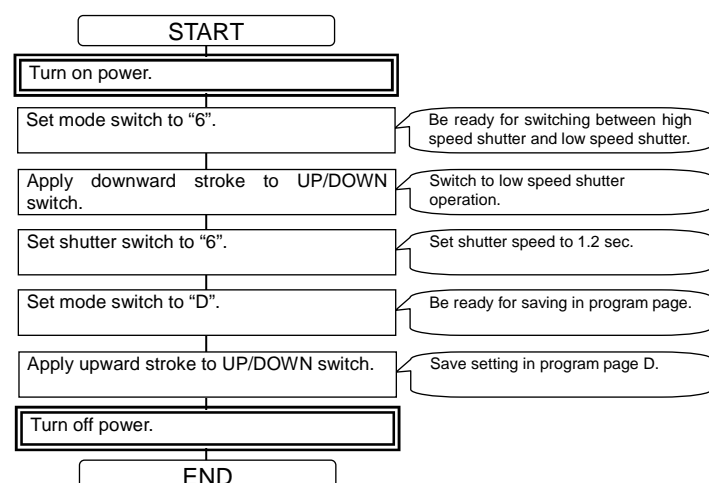 START
Turn on power.
Set mode switch to “6”.
Be ready for switching between high
speed shutter and low speed shutter.
Apply downward stroke to UP/DOWN
switch.
Switch to low speed shutter
operation.
Set shutter switch to “6”.
Set shutter speed to 1.2 sec.
Set mode switch to “D”.
Be ready for saving in program page.
Apply upward stroke to UP/DOWN switch.
Save setting in program page D.
Turn off power.
END